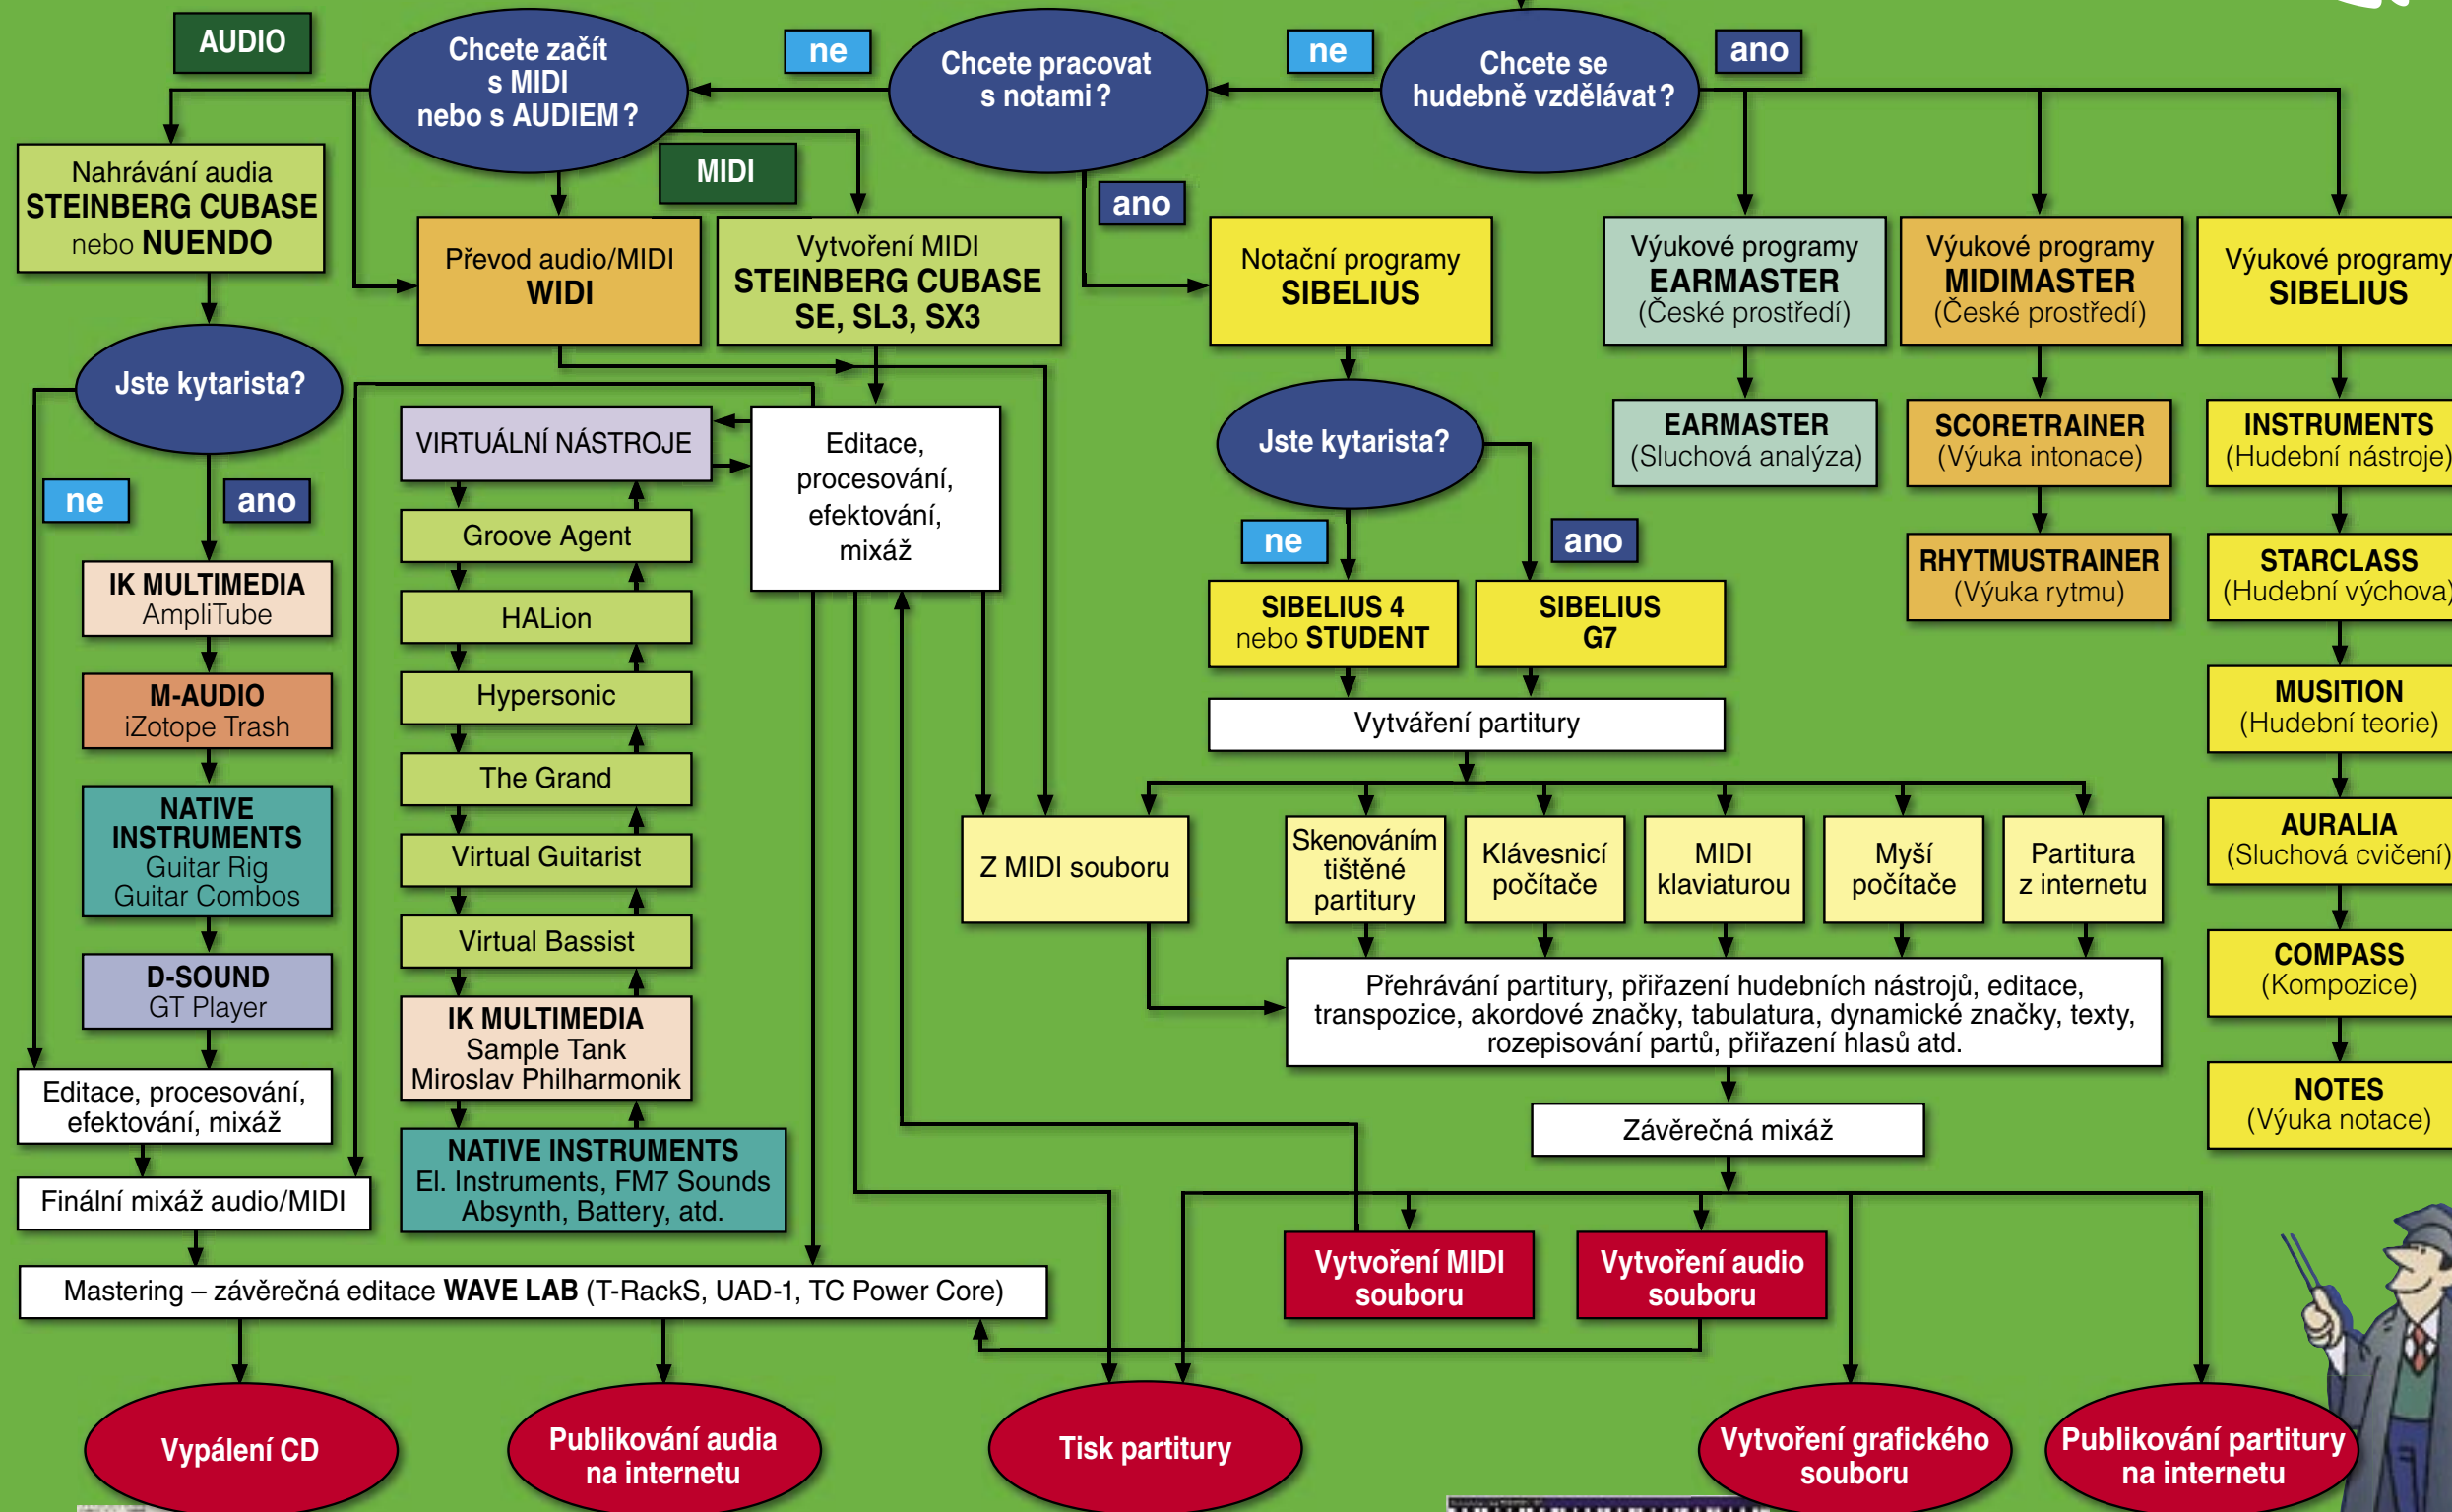 AUDIO
Chcete začít
s MIDI
nebo s AUDIEM?
ne
Chcete pracovat
s notami?
ne
Chcete se
hudebně vzdělávat?
ano
MIDI
ano
Nahrávání audia
STEINBERG CUBASE
nebo NUENDO
Převod audio/MIDI
WIDI
Vytvoření MIDI
STEINBERG CUBASE
SE, SL3, SX3
Notační programy
SIBELIUS
Výukové programy
EARMASTER
(České prostředí)
Výukové programy
MIDIMASTER
(České prostředí)
Výukové programy
SIBELIUS
Jste kytarista?
ne
ano
IK MULTIMEDIA
AmpliTube
M-AUDIO
iZotope Trash
NATIVE
INSTRUMENTS
Guitar Rig
Guitar Combos
D-SOUND
GT Player
Editace, procesování,
efektování, mixáž
Finální mixáž audio/MIDI
VIRTUÁLNÍ NÁSTROJE
Groove Agent
HALion
Hypersonic
The Grand
Virtual Guitarist
Virtual Bassist
IK MULTIMEDIA
Sample Tank
Miroslav Philharmonik
NATIVE INSTRUMENTS
El. Instruments, FM7 Sounds
Absynth, Battery, atd.
Editace,
procesování,
efektování,
mixáž
Jste kytarista?
ne
ano
SIBELIUS 4
nebo STUDENT
SIBELIUS
G7
Vytváření partitury
Z MIDI souboru
Skenováním
tištěné
partitury
Klávesnicí
počítače
MIDI
klaviaturou
Myší
počítače
Partitura
z internetu
Přehrávání partitury, přiřazení hudebních nástrojů, editace,
transpozice, akordové značky, tabulatura, dynamické značky, texty,
rozepisování partů, přiřazení hlasů atd.
Závěrečná mixáž
EARMASTER
(Sluchová analýza)
SCORETRAINER
(Výuka intonace)
RHYTMUSTRAINER
(Výuka rytmu)
INSTRUMENTS
(Hudební nástroje)
STARCLASS
(Hudební výchova)
MUSITION
(Hudební teorie)
AURALIA
(Sluchová cvičení)
COMPASS
(Kompozice)
NOTES
(Výuka notace)
Vytvoření MIDI
souboru
Vytvoření audio
souboru
Mastering – závěrečná editace WAVE LAB (T-RackS, UAD-1, TC Power Core)
Vypálení CD
Publikování audia
na internetu
Tisk partitury
Vytvoření grafického
souboru
Publikování partitury
na internetu